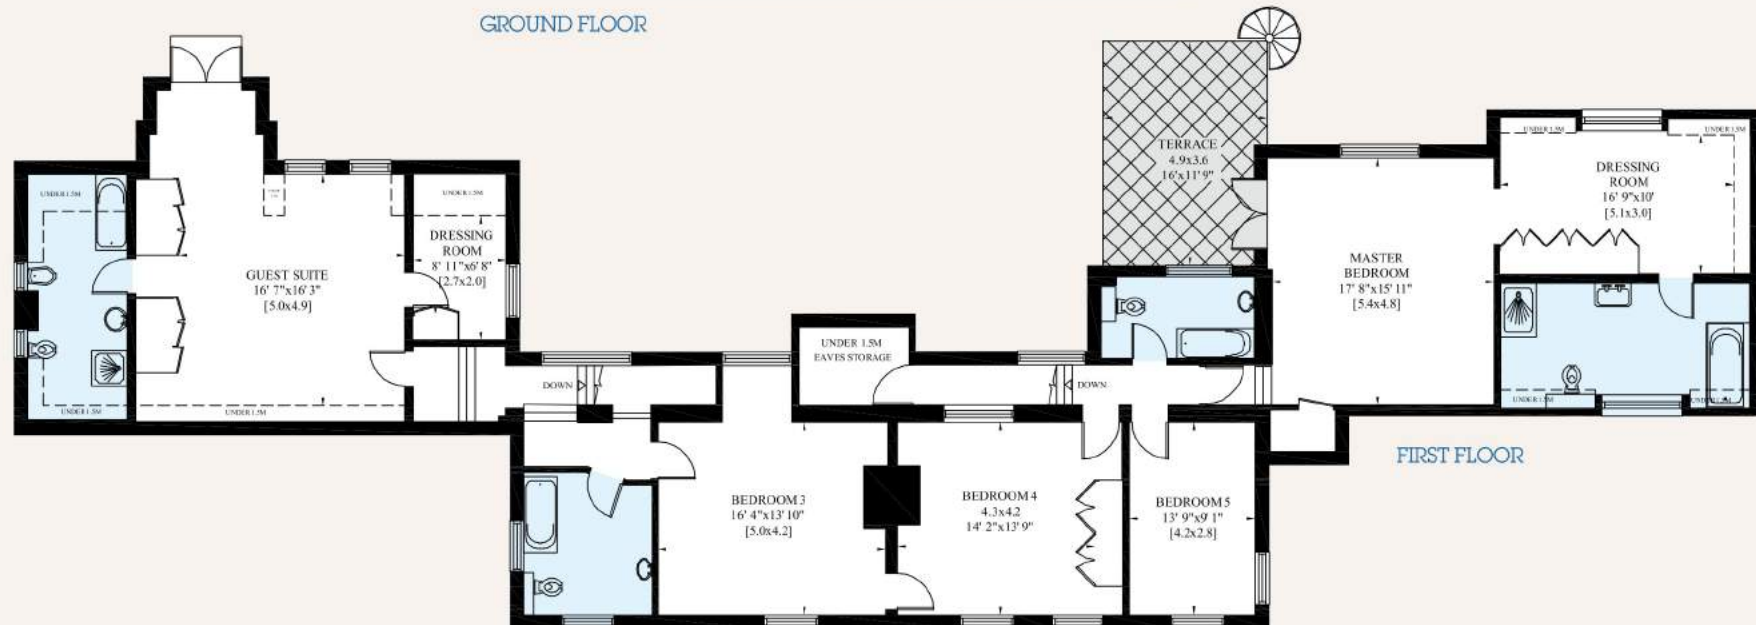 GROUND FLOOR
TERRACE
4.9x3.6
16'x11' 9"
UNDER 1.5M
UNDER 1.5M
DRESSING
ROOM
16' 9"x10'
[5.1x3.0]
UNDER 1.5M
UNDER 1.5M
DRESSING
ROOM
8' 11"x6' 8"
[2.7x2.0]
GUEST SUITE
16' 7"x16' 3"
[5.0x4.9]
MASTER
BEDROOM
17' 8"x15' 11"
[5.4x4.8]
UNDER 1.5M
EAVES STORAGE
DOWN
DOWN
UNDER 1.5M
UNDER 1.5M
UNDER 1.5M
UNDER 1.5M
FIRST FLOOR
BEDROOM 3
16' 4"x13' 10"
[5.0x4.2]
BEDROOM 4
4.3x4.2
14' 2"x13' 9"
BEDROOM 5
13' 9"x9' 1"
[4.2x2.8]